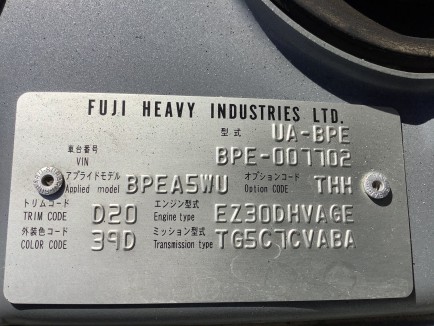 FUJI HEAVY INDUSTRIES LTD.
型式 UA-BPE
車台番号
VIN BPE-007702
アプライドモデル オプションコード
Applied model BPEA5WU Option CODE THH
トリムコード エンジン型式
TRIM CODE D20 Engine type EZ30DHVAGE
外装色コード ミッション型式
COLOR CODE 39D Transmission type TG5C7CVABA